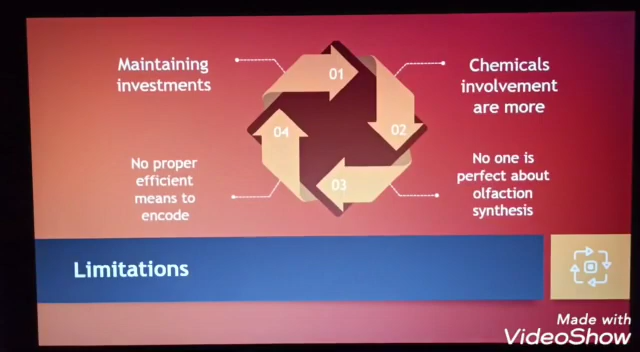 Maintaining
investments
01
Chemicals
involvement
are more
02
No one is
perfect about
olfaction
synthesis
03
No proper
efficient
means to
encode
04
Limitations
Made with
VideoShow